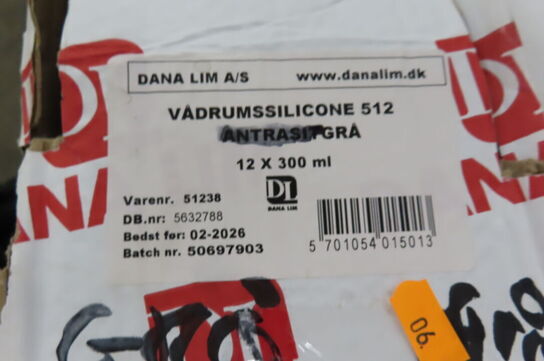 DANA LIM A/S www.danalim.dk
VÅDRUMSSILICONE 512
ANTRASITGRÅ
12 X 300 ml
Varenr. 51238
DB.nr: 5632788
DANA LIM
Bedst før: 02-2026
Batch nr. 50697903
5 701054 015013
06.